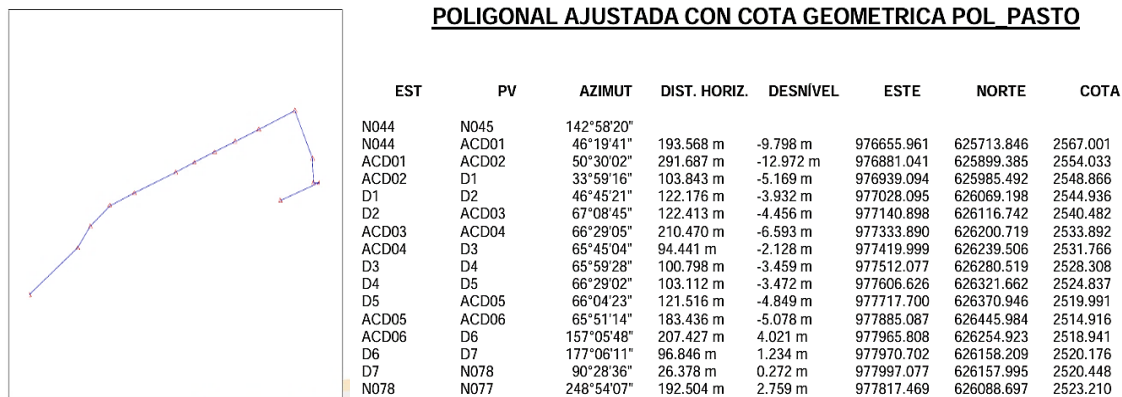 POLIGONAL AJUSTADA CON COTA GEOMETRICA POL_PASTO
EST PV AZIMUT DIST. HORIZ. DESNÍVEL ESTE NORTE COTA
N044 N045 142°58'20"
N044 ACD01 46°19'41" 193.568 m -9.798 m 976655.961 625713.846 2567.001
ACD01 ACD02 50°30'02" 291.687 m -12.972 m 976881.041 625899.385 2554.033
ACD02 D1 33°59'16" 103.843 m -5.169 m 976939.094 625985.492 2548.866
D1 D2 46°45'21" 122.176 m -3.932 m 977028.095 626069.198 2544.936
D2 ACD03 67°08'45" 122.413 m -4.456 m 977140.898 626116.742 2540.482
ACD03 ACD04 66°29'05" 210.470 m -6.593 m 977333.890 626200.719 2533.892
ACD04 D3 65°45'04" 94.441 m -2.128 m 977419.999 626239.506 2531.766
D3 D4 65°59'28" 100.798 m -3.459 m 977512.077 626280.519 2528.308
D4 D5 66°29'02" 103.112 m -3.472 m 977606.626 626321.662 2524.837
D5 ACD05 66°04'23" 121.516 m -4.849 m 977717.700 626370.946 2519.991
ACD05 ACD06 65°51'14" 183.436 m -5.078 m 977885.087 626445.984 2514.916
ACD06 D6 157°05'48" 207.427 m 4.021 m 977965.808 626254.923 2518.941
D6 D7 177°06'11" 96.846 m 1.234 m 977970.702 626158.209 2520.176
D7 N078 90°28'36" 26.378 m 0.272 m 977997.077 626157.995 2520.448
N078 N077 248°54'07" 192.504 m 2.759 m 977817.469 626088.697 2523.210